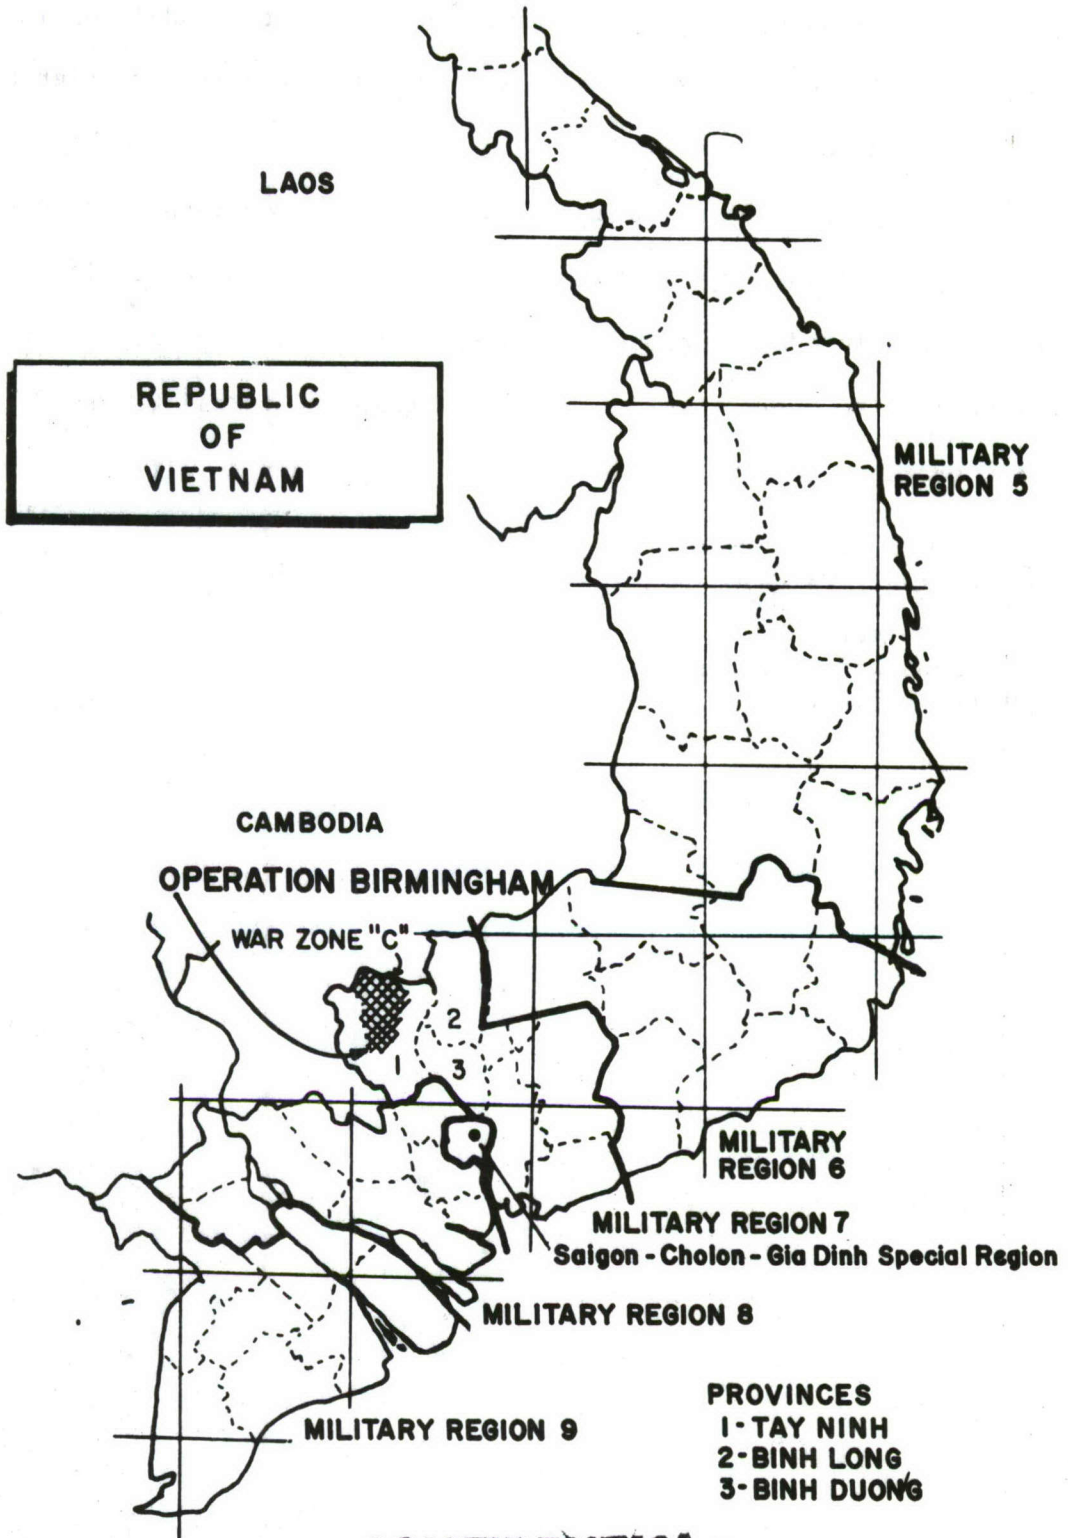 LAOS
REPUBLIC
OF
VIETNAM
MILITARY
REGION 5
CAMBODIA
OPERATION BIRMINGHAM
WAR ZONE "C"
2
1
3
MILITARY
REGION 6
MILITARY REGION 7
Saigon - Cholon - Gia Dinh Special Region
MILITARY REGION 8
MILITARY REGION 9
PROVINCES
1 - TAY NINH
2 - BINH LONG
3 - BINH DUONG